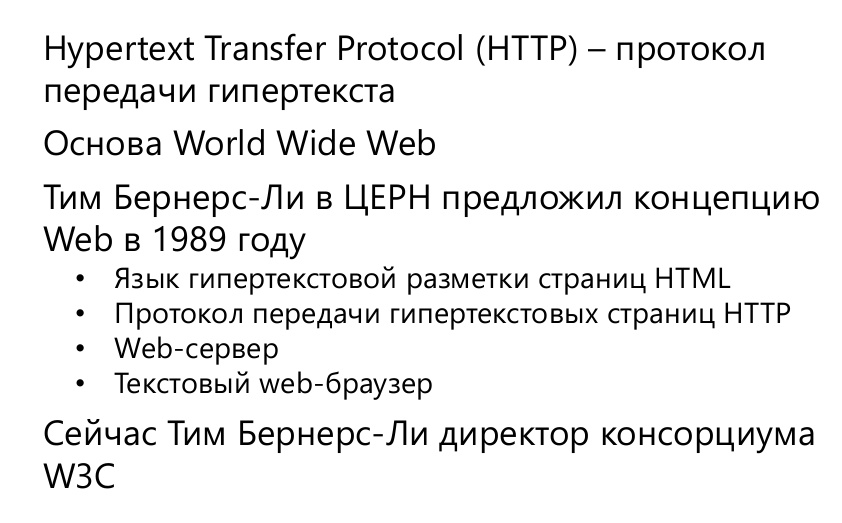 Hypertext Transfer Protocol (HTTP) – протокол
передачи гипертекста
Основа World Wide Web
Тим Бернерс-Ли в ЦЕРН предложил концепцию
Web в 1989 году
• Язык гипертекстовой разметки страниц HTML
• Протокол передачи гипертекстовых страниц HTTP
• Web-сервер
• Текстовый web-браузер
Сейчас Тим Бернерс-Ли директор консорциума
W3C